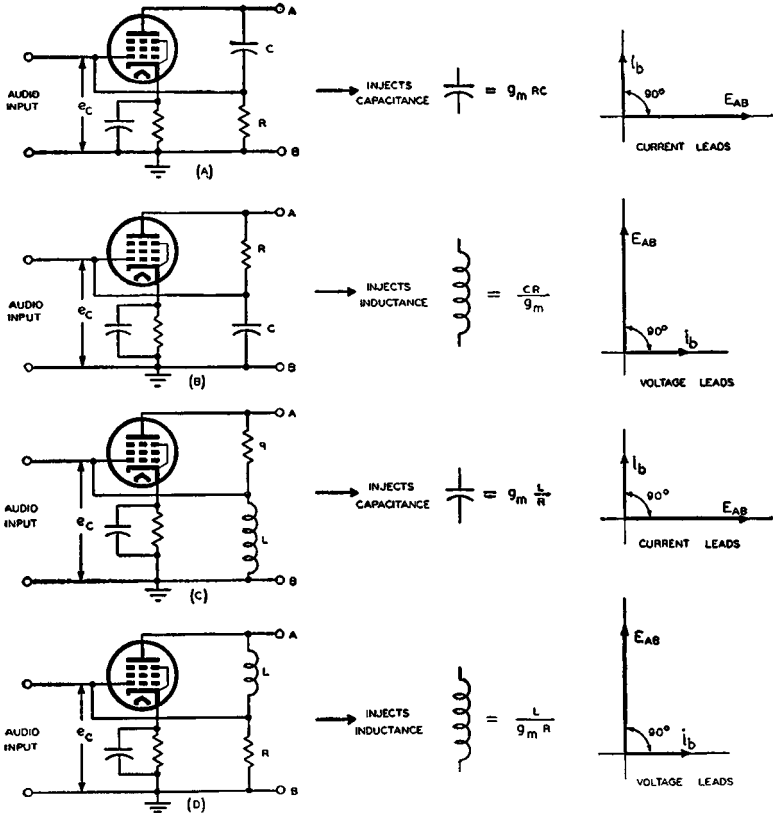 A
C
AUDIO
INPUT
e_C
R
B
(A)
INJECTS
CAPACITANCE
= g_m RC
i_b
90°
E_AB
CURRENT LEADS
A
R
AUDIO
INPUT
e_C
C
B
(B)
INJECTS
INDUCTANCE
= CR
g_m
E_AB
90°
i_b
VOLTAGE LEADS
A
R
AUDIO
INPUT
e_C
L
B
(C)
INJECTS
CAPACITANCE
= g_m L
R
i_b
90°
E_AB
CURRENT LEADS
A
L
AUDIO
INPUT
e_C
R
B
(D)
INJECTS
INDUCTANCE
= L
g_m R
E_AB
90°
i_b
VOLTAGE LEADS